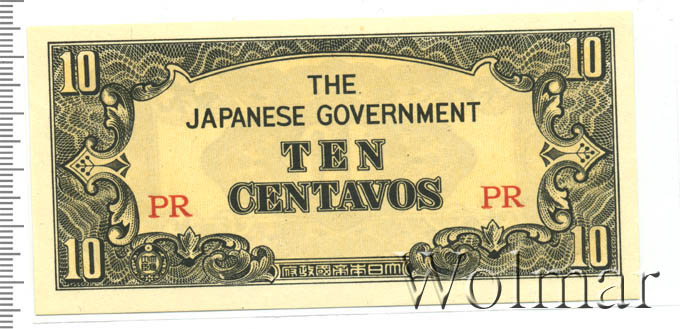 10 10
THE
JAPANESE GOVERNMENT
TEN
CENTAVOS
PR PR
10 10
府政國帝本日大
Wolmar